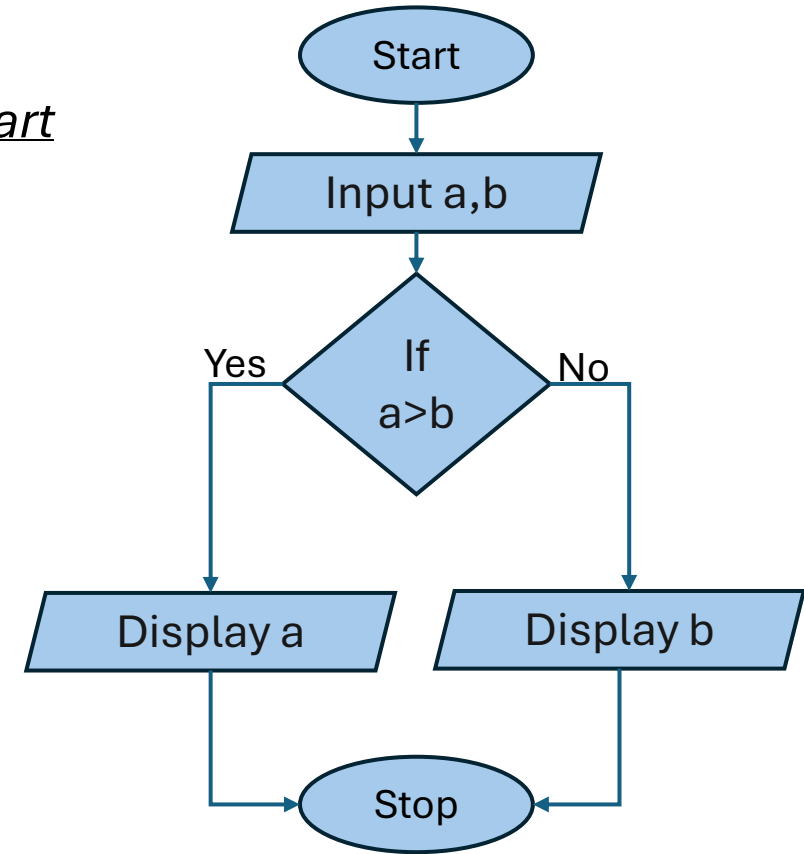 Start
art
Input a,b
If
a>b
Yes
No
Display a
Display b
Stop